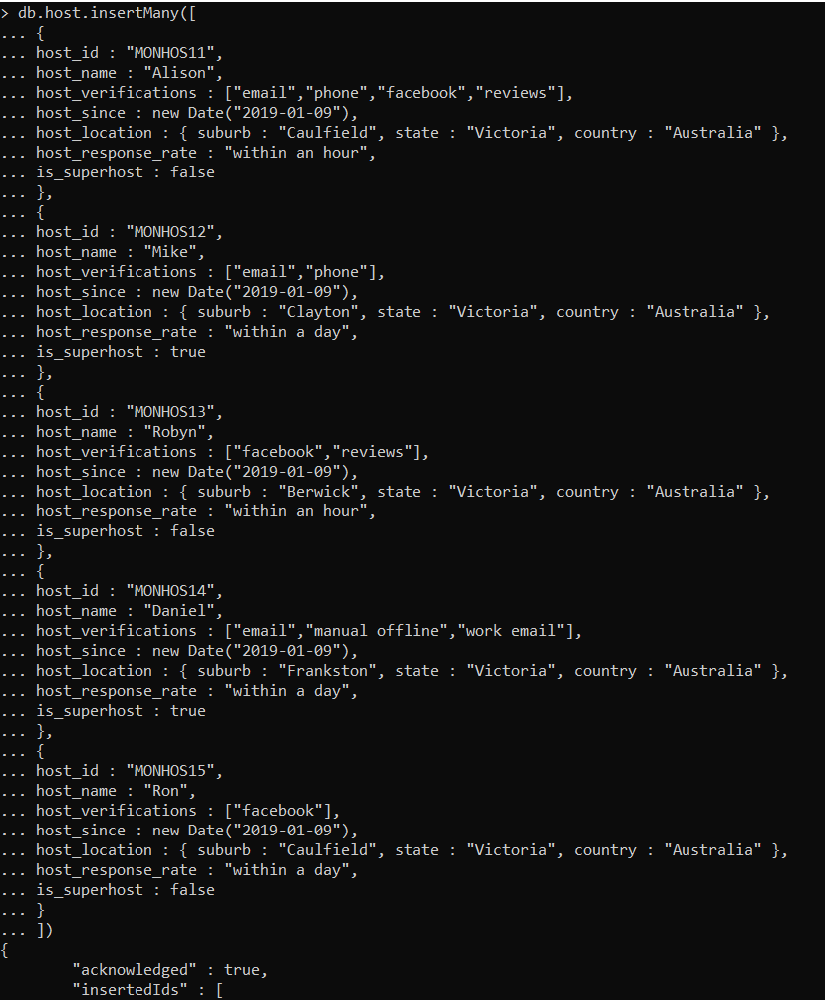 > db.host.insertMany([
... {
... host_id : "MONHOS11",
... host_name : "Alison",
... host_verifications : ["email","phone","facebook","reviews"],
... host_since : new Date("2019-01-09"),
... host_location : { suburb : "Caulfield", state : "Victoria", country : "Australia" },
... host_response_rate : "within an hour",
... is_superhost : false
... },
... {
... host_id : "MONHOS12",
... host_name : "Mike",
... host_verifications : ["email","phone"],
... host_since : new Date("2019-01-09"),
... host_location : { suburb : "Clayton", state : "Victoria", country : "Australia" },
... host_response_rate : "within a day",
... is_superhost : true
... },
... {
... host_id : "MONHOS13",
... host_name : "Robyn",
... host_verifications : ["facebook","reviews"],
... host_since : new Date("2019-01-09"),
... host_location : { suburb : "Berwick", state : "Victoria", country : "Australia" },
... host_response_rate : "within an hour",
... is_superhost : false
... },
... {
... host_id : "MONHOS14",
... host_name : "Daniel",
... host_verifications : ["email","manual offline","work email"],
... host_since : new Date("2019-01-09"),
... host_location : { suburb : "Frankston", state : "Victoria", country : "Australia" },
... host_response_rate : "within a day",
... is_superhost : true
... },
... {
... host_id : "MONHOS15",
... host_name : "Ron",
... host_verifications : ["facebook"],
... host_since : new Date("2019-01-09"),
... host_location : { suburb : "Caulfield", state : "Victoria", country : "Australia" },
... host_response_rate : "within a day",
... is_superhost : false
... }
... ])
{
        "acknowledged" : true,
        "insertedIds" : [